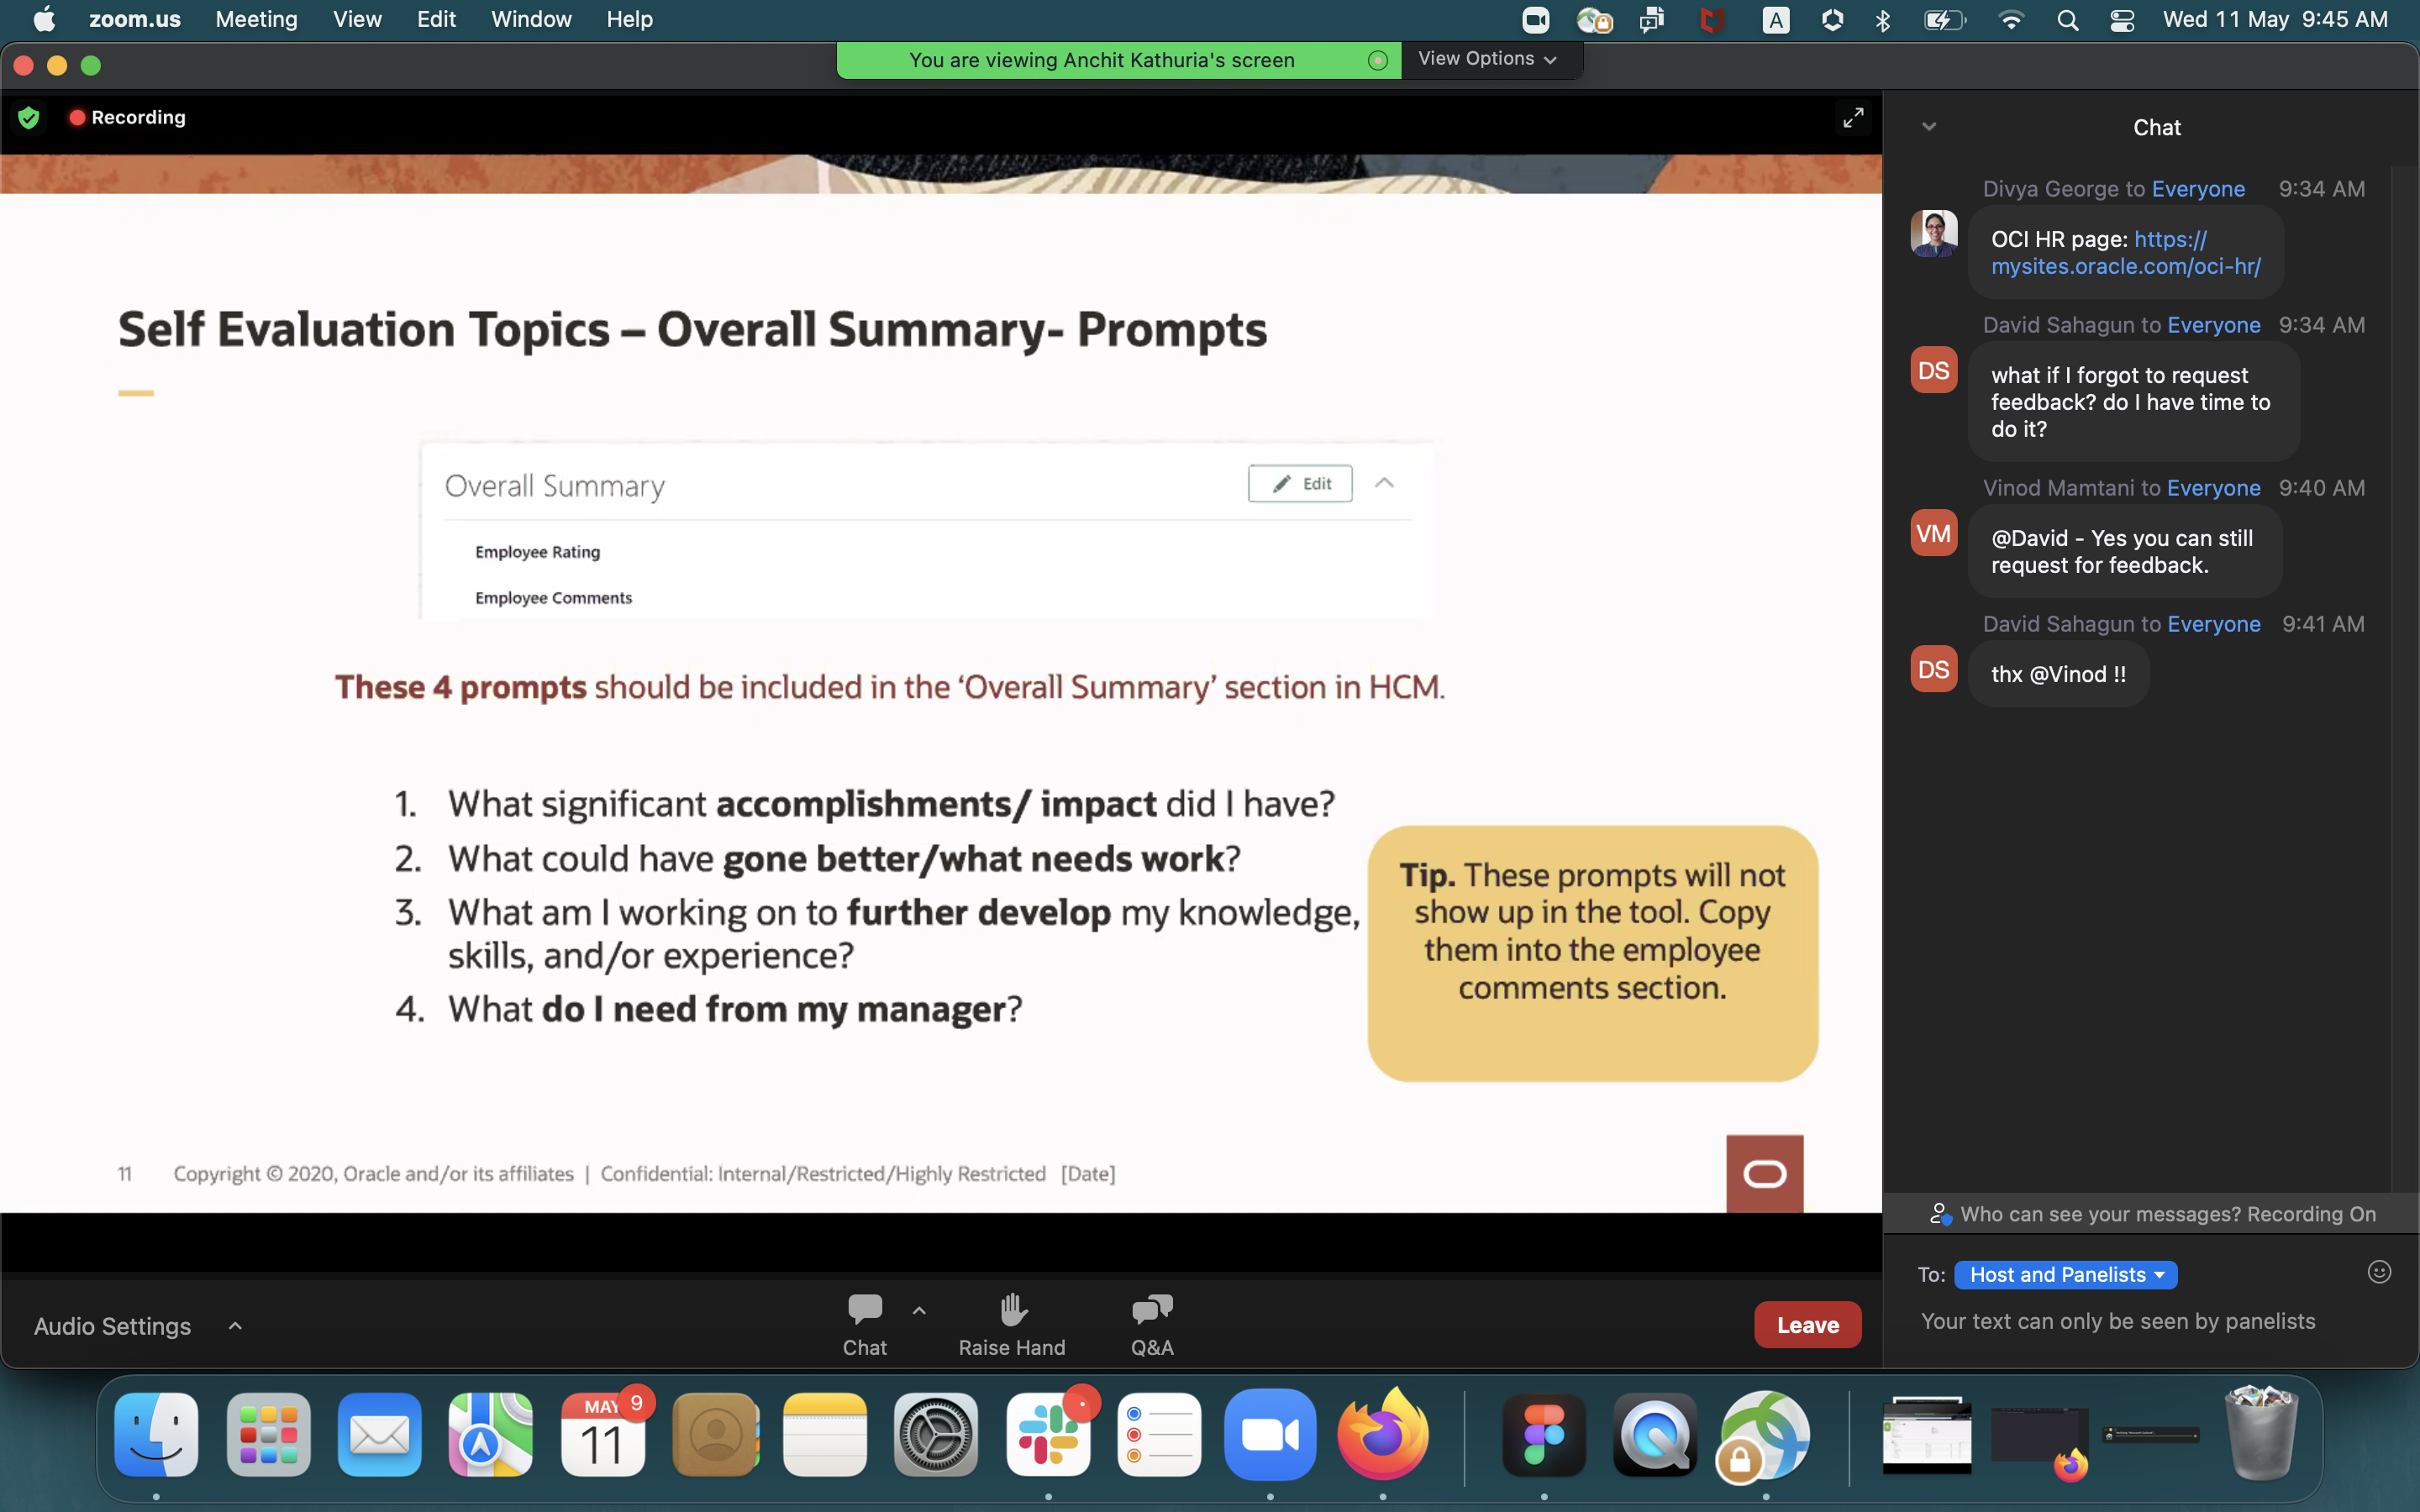 zoom.us Meeting View Edit Window Help
A
Wed 11 May 9:45 AM
You are viewing Anchit Kathuria's screen
View Options
Recording
Self Evaluation Topics – Overall Summary- Prompts
Overall Summary
Edit
Employee Rating
Employee Comments
These 4 prompts should be included in the ‘Overall Summary’ section in HCM.
1. What significant accomplishments/ impact did I have?
2. What could have gone better/what needs work?
3. What am I working on to further develop my knowledge,
skills, and/or experience?
4. What do I need from my manager?
Tip. These prompts will not
show up in the tool. Copy
them into the employee
comments section.
11 Copyright © 2020, Oracle and/or its affiliates | Confidential: Internal/Restricted/Highly Restricted [Date]
Chat
Divya George to Everyone 9:34 AM
OCI HR page: https://
mysites.oracle.com/oci-hr/
David Sahagun to Everyone 9:34 AM
DS
what if I forgot to request
feedback? do I have time to
do it?
Vinod Mamtani to Everyone 9:40 AM
VM
@David - Yes you can still
request for feedback.
David Sahagun to Everyone 9:41 AM
DS
thx @Vinod !!
Who can see your messages? Recording On
To: Host and Panelists
Your text can only be seen by panelists
Audio Settings
Chat
Raise Hand
Q&A
Leave
MAY
9
11